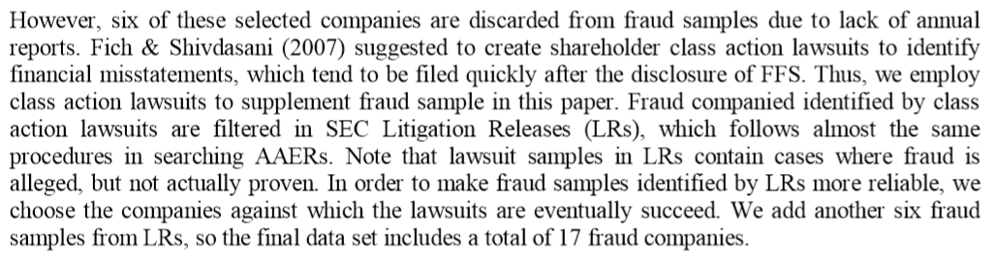 However, six of these selected companies are discarded from fraud samples due to lack of annual
reports. Fich & Shivdasani (2007) suggested to create shareholder class action lawsuits to identify
financial misstatements, which tend to be filed quickly after the disclosure of FFS. Thus, we employ
class action lawsuits to supplement fraud sample in this paper. Fraud companied identified by class
action lawsuits are filtered in SEC Litigation Releases (LRs), which follows almost the same
procedures in searching AAERs. Note that lawsuit samples in LRs contain cases where fraud is
alleged, but not actually proven. In order to make fraud samples identified by LRs more reliable, we
choose the companies against which the lawsuits are eventually succeed. We add another six fraud
samples from LRs, so the final data set includes a total of 17 fraud companies.